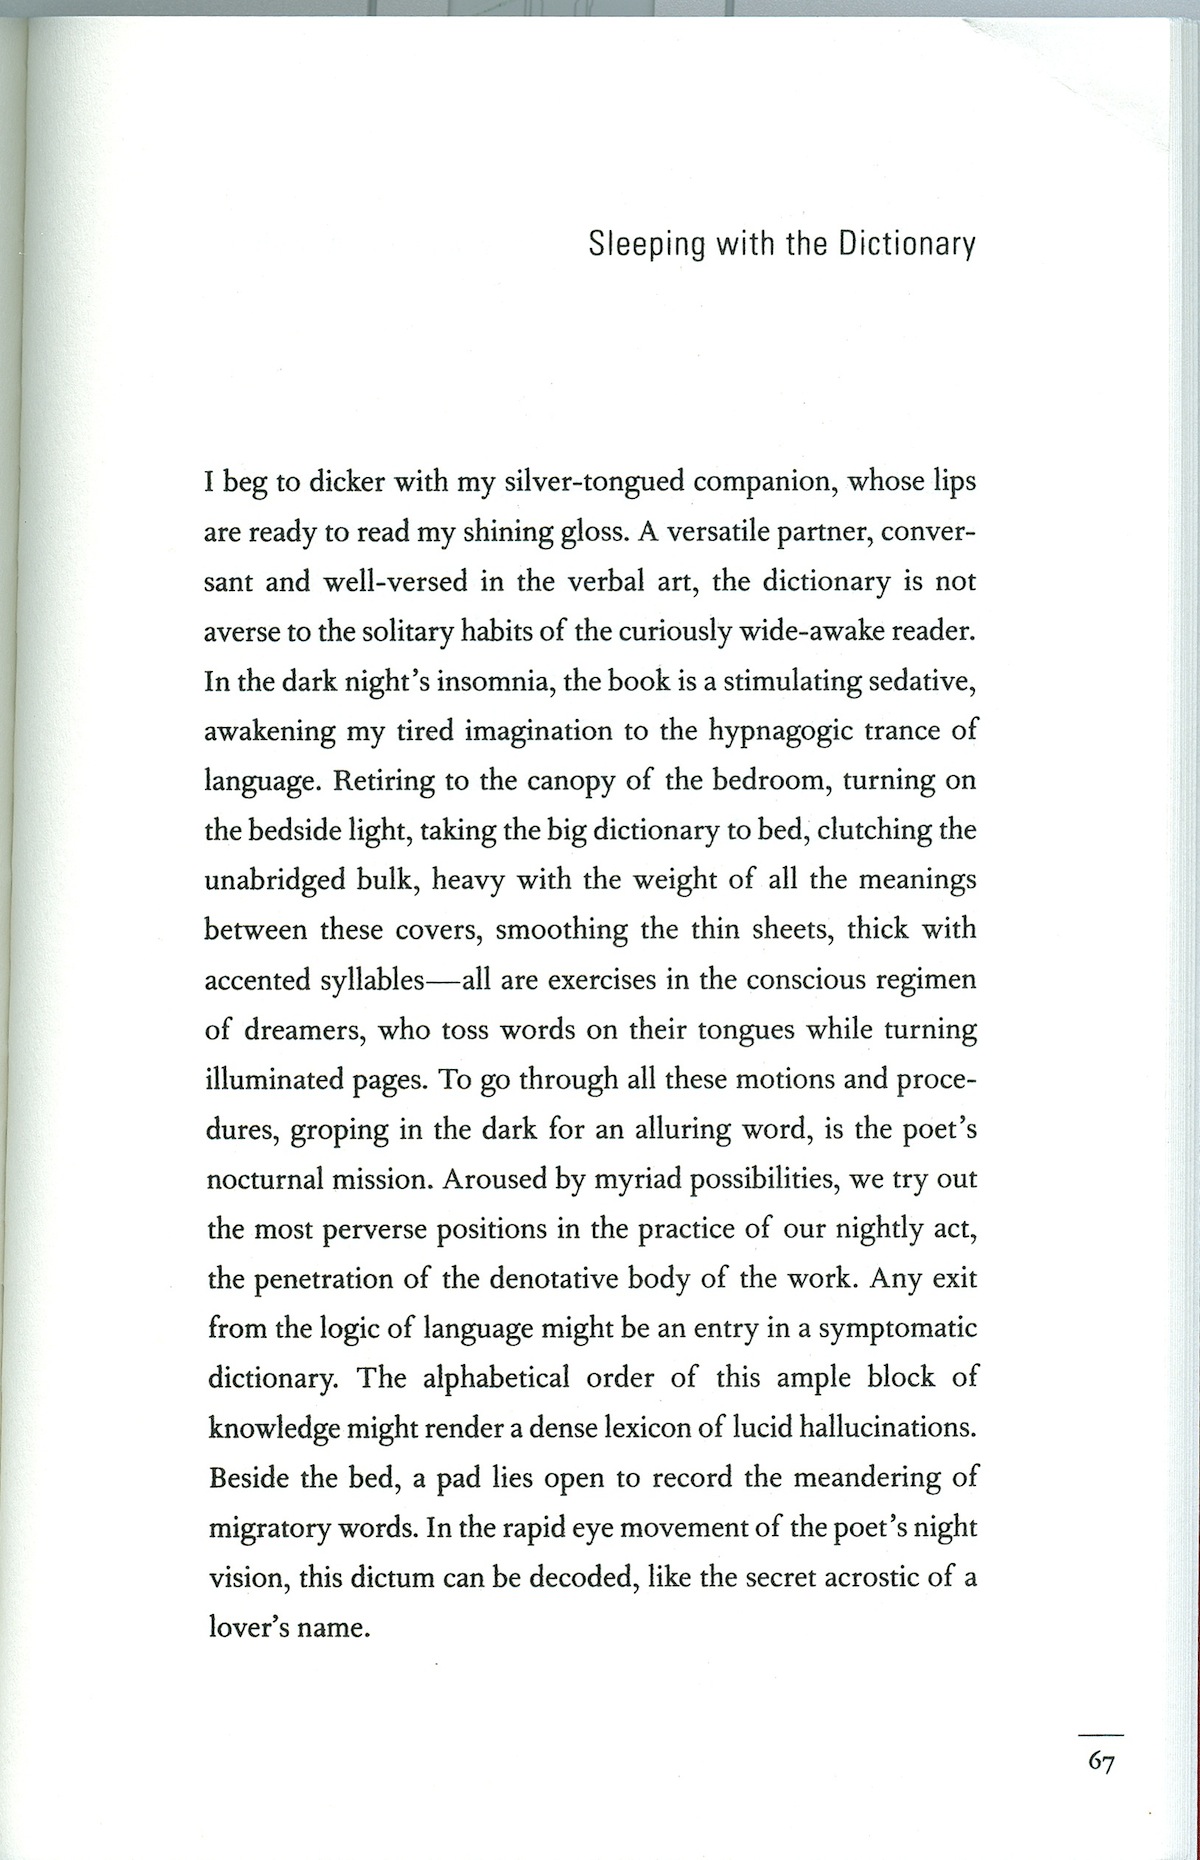 Sleeping with the Dictionary
I beg to dicker with my silver-tongued companion, whose lips
are ready to read my shining gloss. A versatile partner, conver-
sant and well-versed in the verbal art, the dictionary is not
averse to the solitary habits of the curiously wide-awake reader.
In the dark night’s insomnia, the book is a stimulating sedative,
awakening my tired imagination to the hypnagogic trance of
language. Retiring to the canopy of the bedroom, turning on
the bedside light, taking the big dictionary to bed, clutching the
unabridged bulk, heavy with the weight of all the meanings
between these covers, smoothing the thin sheets, thick with
accented syllables—all are exercises in the conscious regimen
of dreamers, who toss words on their tongues while turning
illuminated pages. To go through all these motions and proce-
dures, groping in the dark for an alluring word, is the poet’s
nocturnal mission. Aroused by myriad possibilities, we try out
the most perverse positions in the practice of our nightly act,
the penetration of the denotative body of the work. Any exit
from the logic of language might be an entry in a symptomatic
dictionary. The alphabetical order of this ample block of
knowledge might render a dense lexicon of lucid hallucinations.
Beside the bed, a pad lies open to record the meandering of
migratory words. In the rapid eye movement of the poet’s night
vision, this dictum can be decoded, like the secret acrostic of a
lover’s name.
67